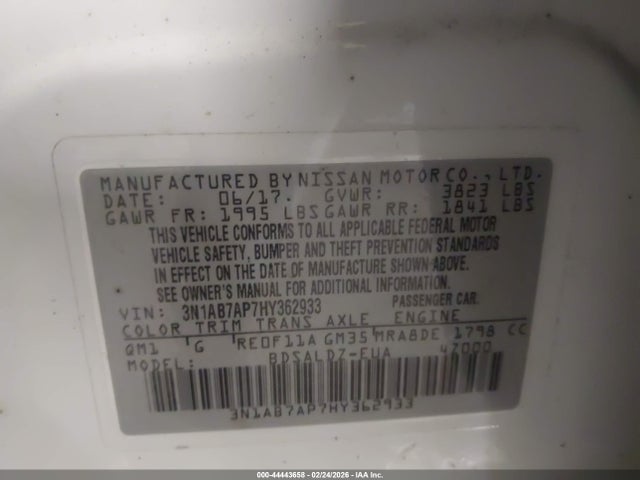 MANUFACTURED BY NISSAN MOTOR CO., LTD.
DATE: 06/17. GVWR: 3823 LBS
GAWR FR: 1995 LBS GAWR RR: 1841 LBS
THIS VEHICLE CONFORMS TO ALL APPLICABLE FEDERAL MOTOR
VEHICLE SAFETY, BUMPER AND THEFT PREVENTION STANDARDS
IN EFFECT ON THE DATE OF MANUFACTURE SHOWN ABOVE.
SEE OWNER'S MANUAL FOR ADDITIONAL INFORMATION.
VIN: 3N1AB7AP7HY362933 PASSENGER CAR.
COLOR TRIM TRANS AXLE ENGINE
QM1 G RE0F11A GM35 MRA8DE 1798 CC
MODEL: BDSALDZ-EUA 47000
3N1AB7AP7HY362933
000-44443658 - 02/24/2026 - IAA Inc.